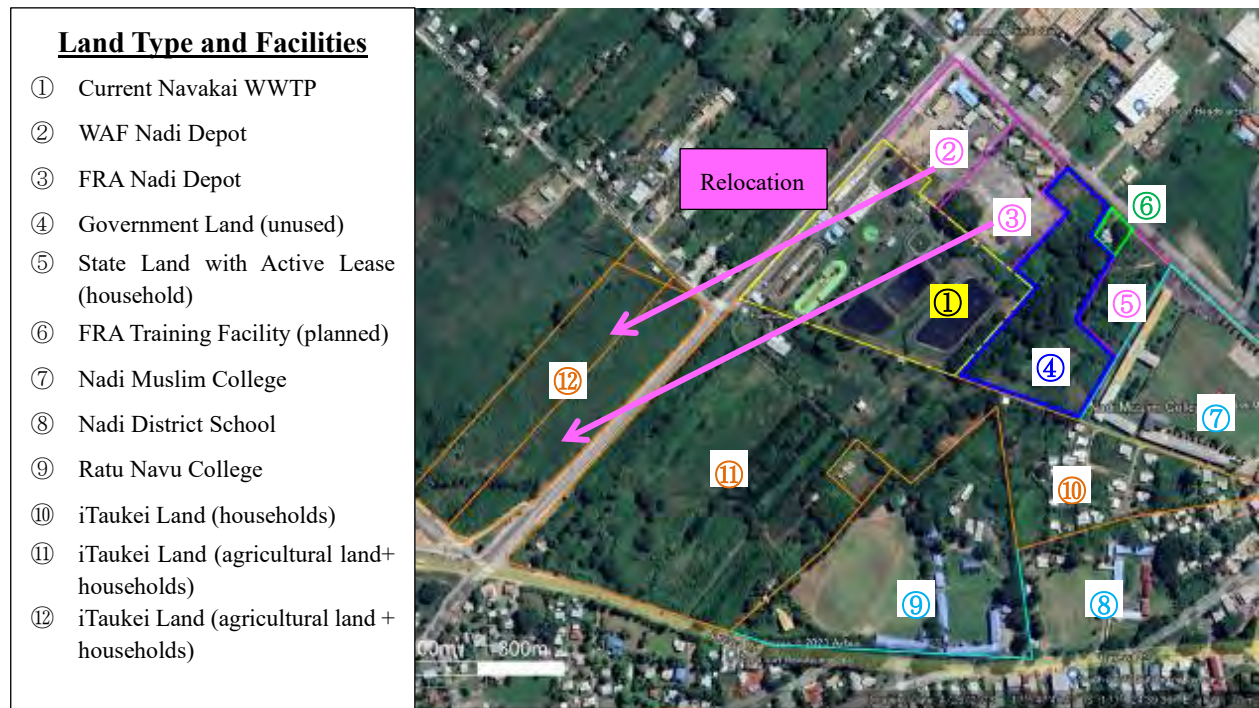 Land Type and Facilities
① Current Navakai WWTP
② WAF Nadi Depot
③ FRA Nadi Depot
④ Government Land (unused)
⑤ State Land with Active Lease
(household)
⑥ FRA Training Facility (planned)
⑦ Nadi Muslim College
⑧ Nadi District School
⑨ Ratu Navu College
⑩ iTaukei Land (households)
⑪ iTaukei Land (agricultural land+
households)
⑫ iTaukei Land (agricultural land +
households)
Relocation
②
⑥
③
①
⑤
④
⑫
⑦
Muslim College
⑪
⑩
⑨
⑧
300m